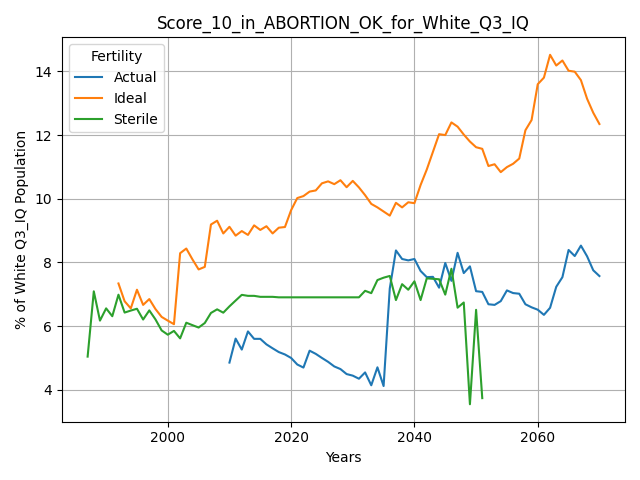 Score_10_in_ABORTION_OK_for_White_Q3_IQ
Fertility
Actual
Ideal
Sterile
% of White Q3_IQ Population
14
12
10
8
6
4
2000
2020
2040
2060
Years